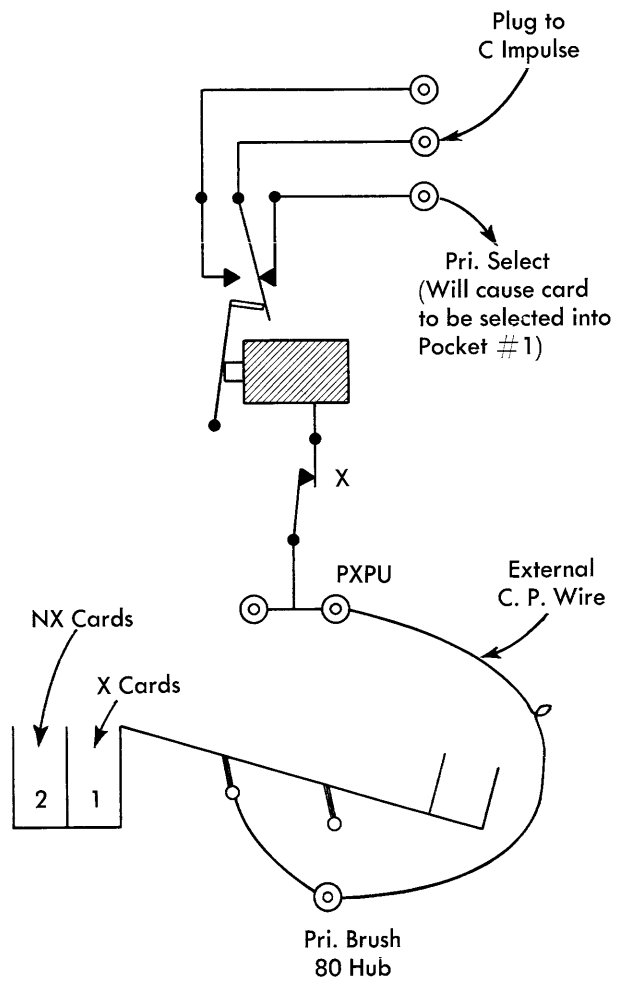 Plug to
C Impulse
Pri. Select
(Will cause card
to be selected into
Pocket #1)
X
PXPU
External
C. P. Wire
NX Cards
X Cards
2
1
Pri. Brush
80 Hub